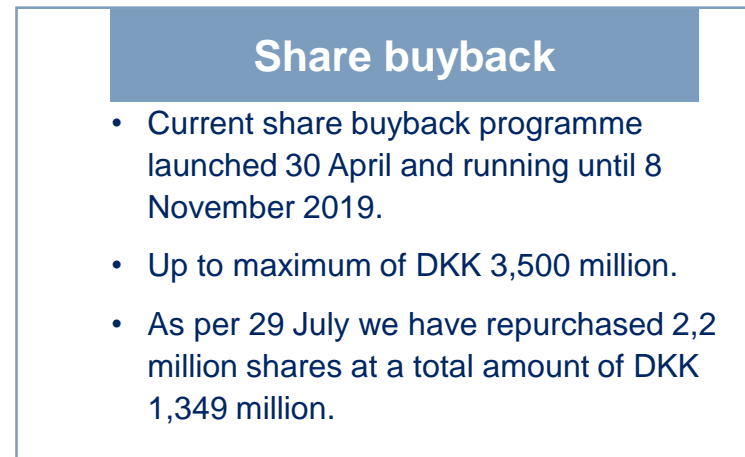 Share buyback
• Current share buyback programme
launched 30 April and running until 8
November 2019.
• Up to maximum of DKK 3,500 million.
• As per 29 July we have repurchased 2,2
million shares at a total amount of DKK
1,349 million.